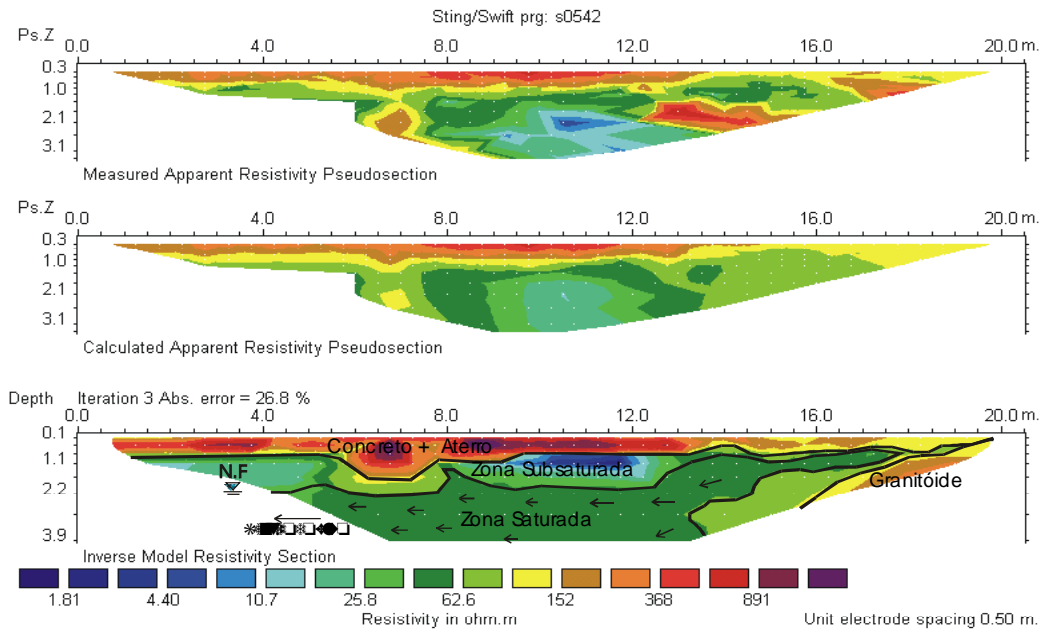 Sting/Swift prg: s0542
Ps.Z
0.0 4.0 8.0 12.0 16.0 20.0 m.
0.3
1.0
2.1
3.1
Measured Apparent Resistivity Pseudosection
Ps.Z
0.0 4.0 8.0 12.0 16.0 20.0 m.
0.3
1.0
2.1
3.1
Calculated Apparent Resistivity Pseudosection
Depth Iteration 3 Abs. error = 26.8 %
0.0 4.0 8.0 12.0 16.0 20.0 m.
0.1
1.1
2.2
3.9
Concreto + Aterro
Zona Subsaturada
N.F
Granitóide
Zona Saturada
Inverse Model Resistivity Section
1.81 4.40 10.7 25.8 62.6 152 368 891
Resistivity in ohm.m
Unit electrode spacing 0.50 m.